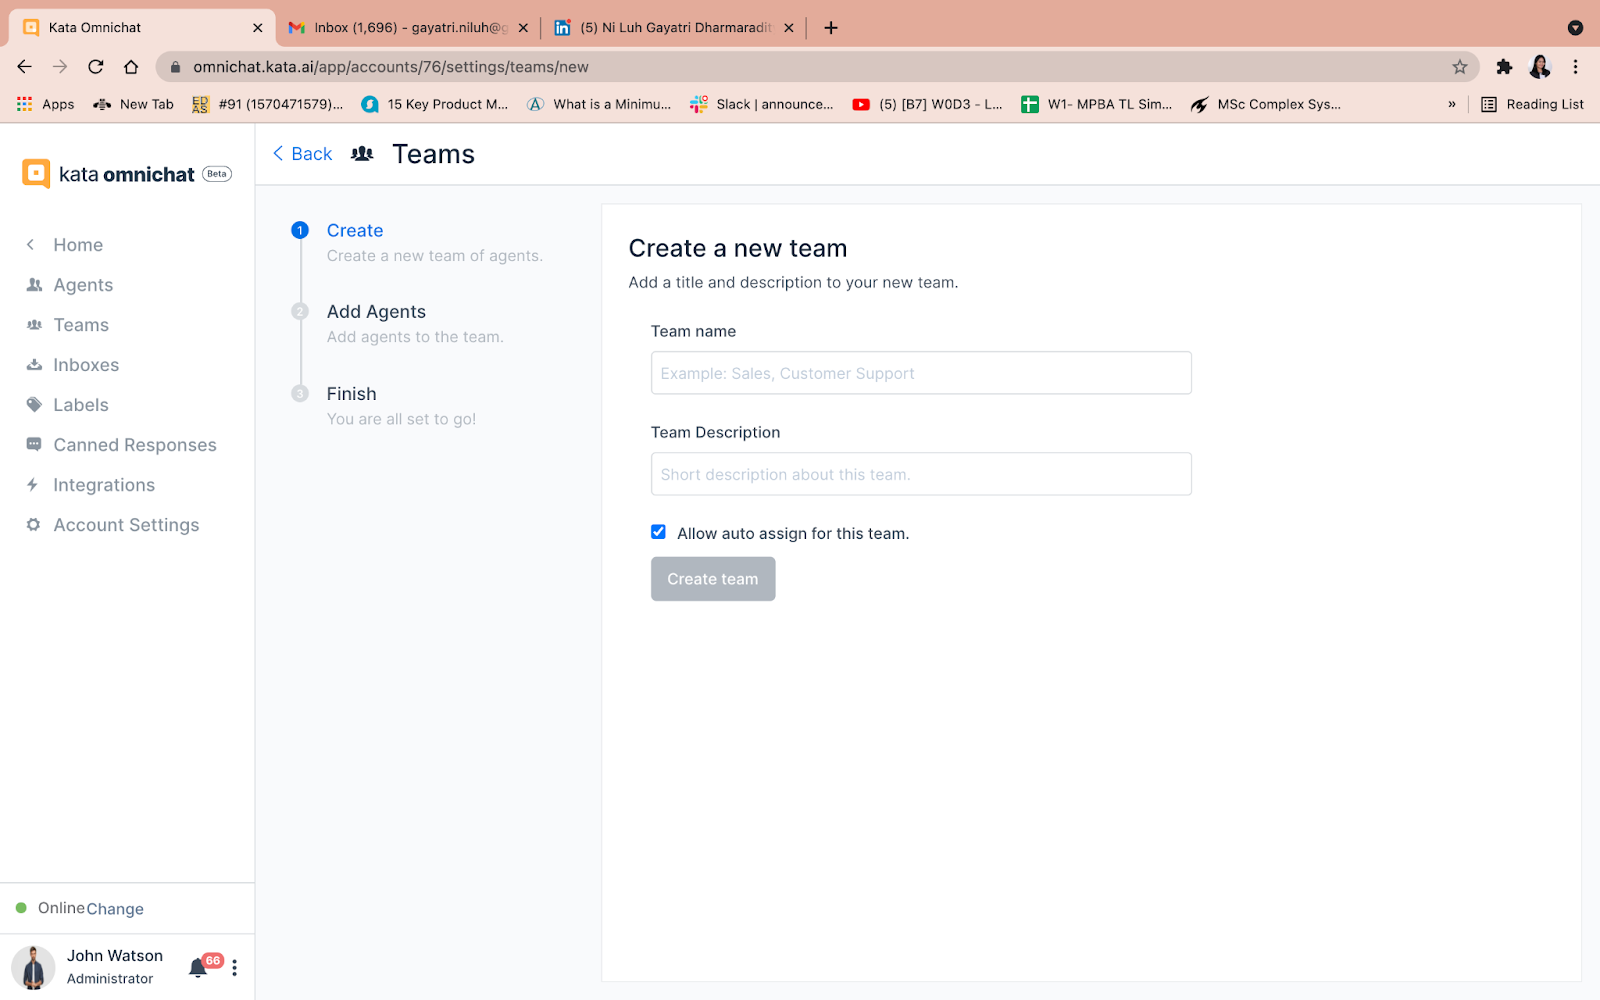 Kata Omnichat
Inbox (1,696) - gayatri.niluh@g
(5) Ni Luh Gayatri Dharmaradit
omnichat.kata.ai/app/accounts/76/settings/teams/new
Apps
New Tab
#91 (1570471579)...
15 Key Product M...
What is a Minimu...
Slack | announce...
(5) [B7] W0D3 - L...
W1- MPBA TL Sim...
MSc Complex Sys...
»
Reading List
kata omnichat Beta
Home
Agents
Teams
Inboxes
Labels
Canned Responses
Integrations
Account Settings
Online Change
John Watson
Administrator
66
Back
Teams
1 Create
Create a new team of agents.
2 Add Agents
Add agents to the team.
3 Finish
You are all set to go!
Create a new team
Add a title and description to your new team.
Team name
Example: Sales, Customer Support
Team Description
Short description about this team.
Allow auto assign for this team.
Create team